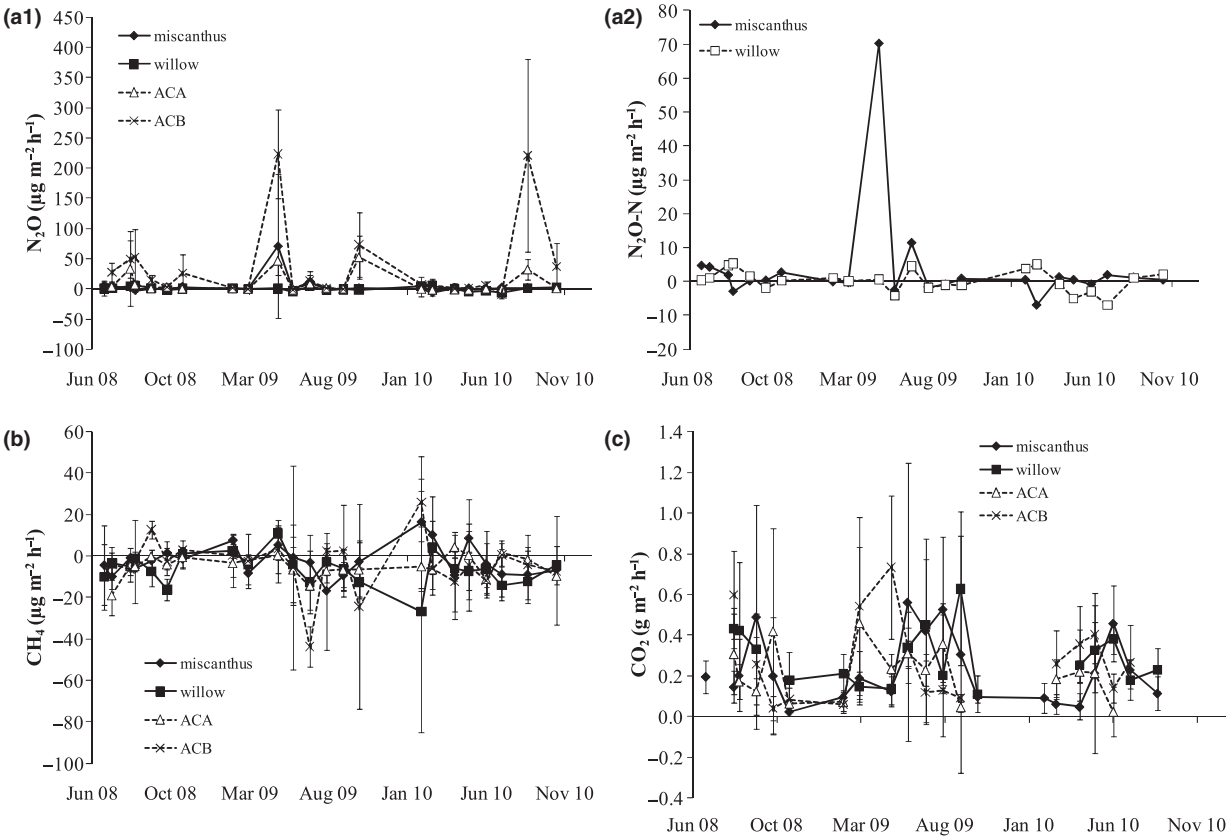 (a1)
N₂O (µg m⁻² h⁻¹)
450
400
350
300
250
200
150
100
50
0
−50
−100
miscanthus
willow
ACA
ACB
Jun 08 Oct 08 Mar 09 Aug 09 Jan 10 Jun 10 Nov 10
(a2)
N₂O-N (µg m⁻² h⁻¹)
80
70
60
50
40
30
20
10
0
−10
−20
miscanthus
willow
Jun 08 Oct 08 Mar 09 Aug 09 Jan 10 Jun 10 Nov 10
(b)
CH₄ (µg m⁻² h⁻¹)
60
40
20
0
−20
−40
−60
−80
−100
miscanthus
willow
ACA
ACB
Jun 08 Oct 08 Mar 09 Aug 09 Jan 10 Jun 10 Nov 10
(c)
CO₂ (g m⁻² h⁻¹)
1.4
1.2
1.0
0.8
0.6
0.4
0.2
0.0
−0.2
−0.4
miscanthus
willow
ACA
ACB
Jun 08 Oct 08 Mar 09 Aug 09 Jan 10 Jun 10 Nov 10